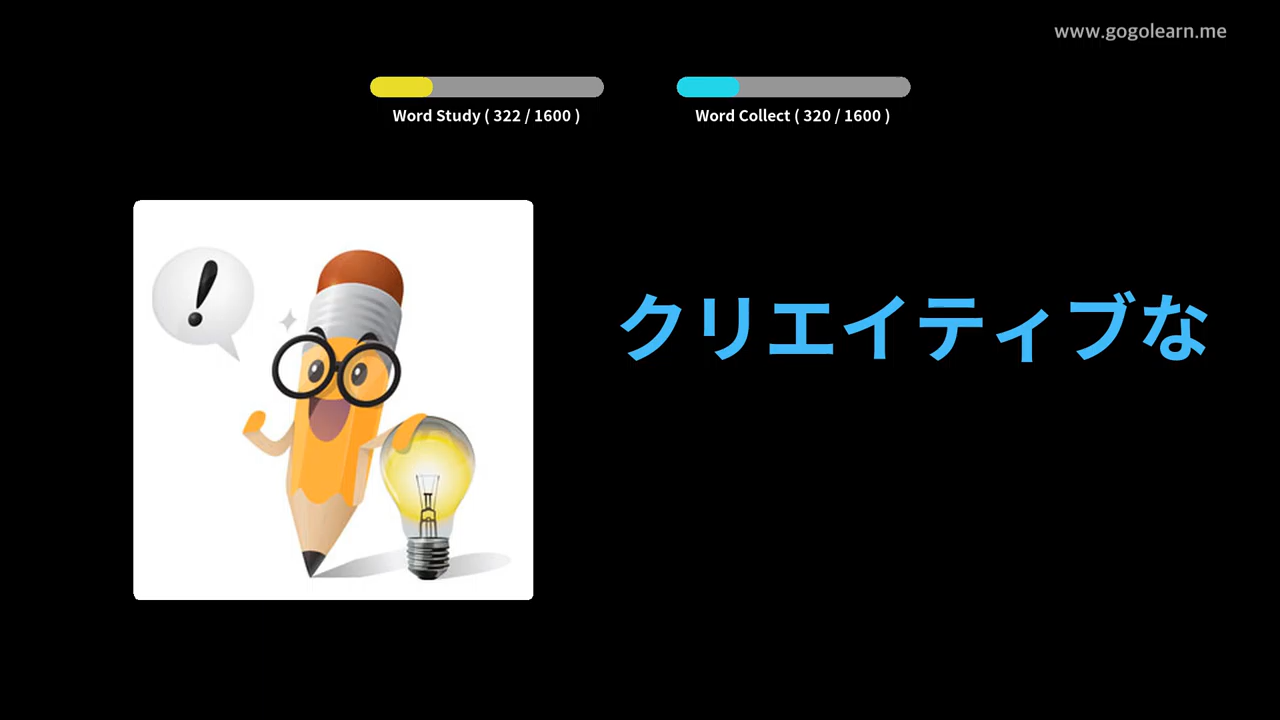 www.gogolearn.me
Word Study ( 322 / 1600 )
Word Collect ( 320 / 1600 )
!
クリエイティブな